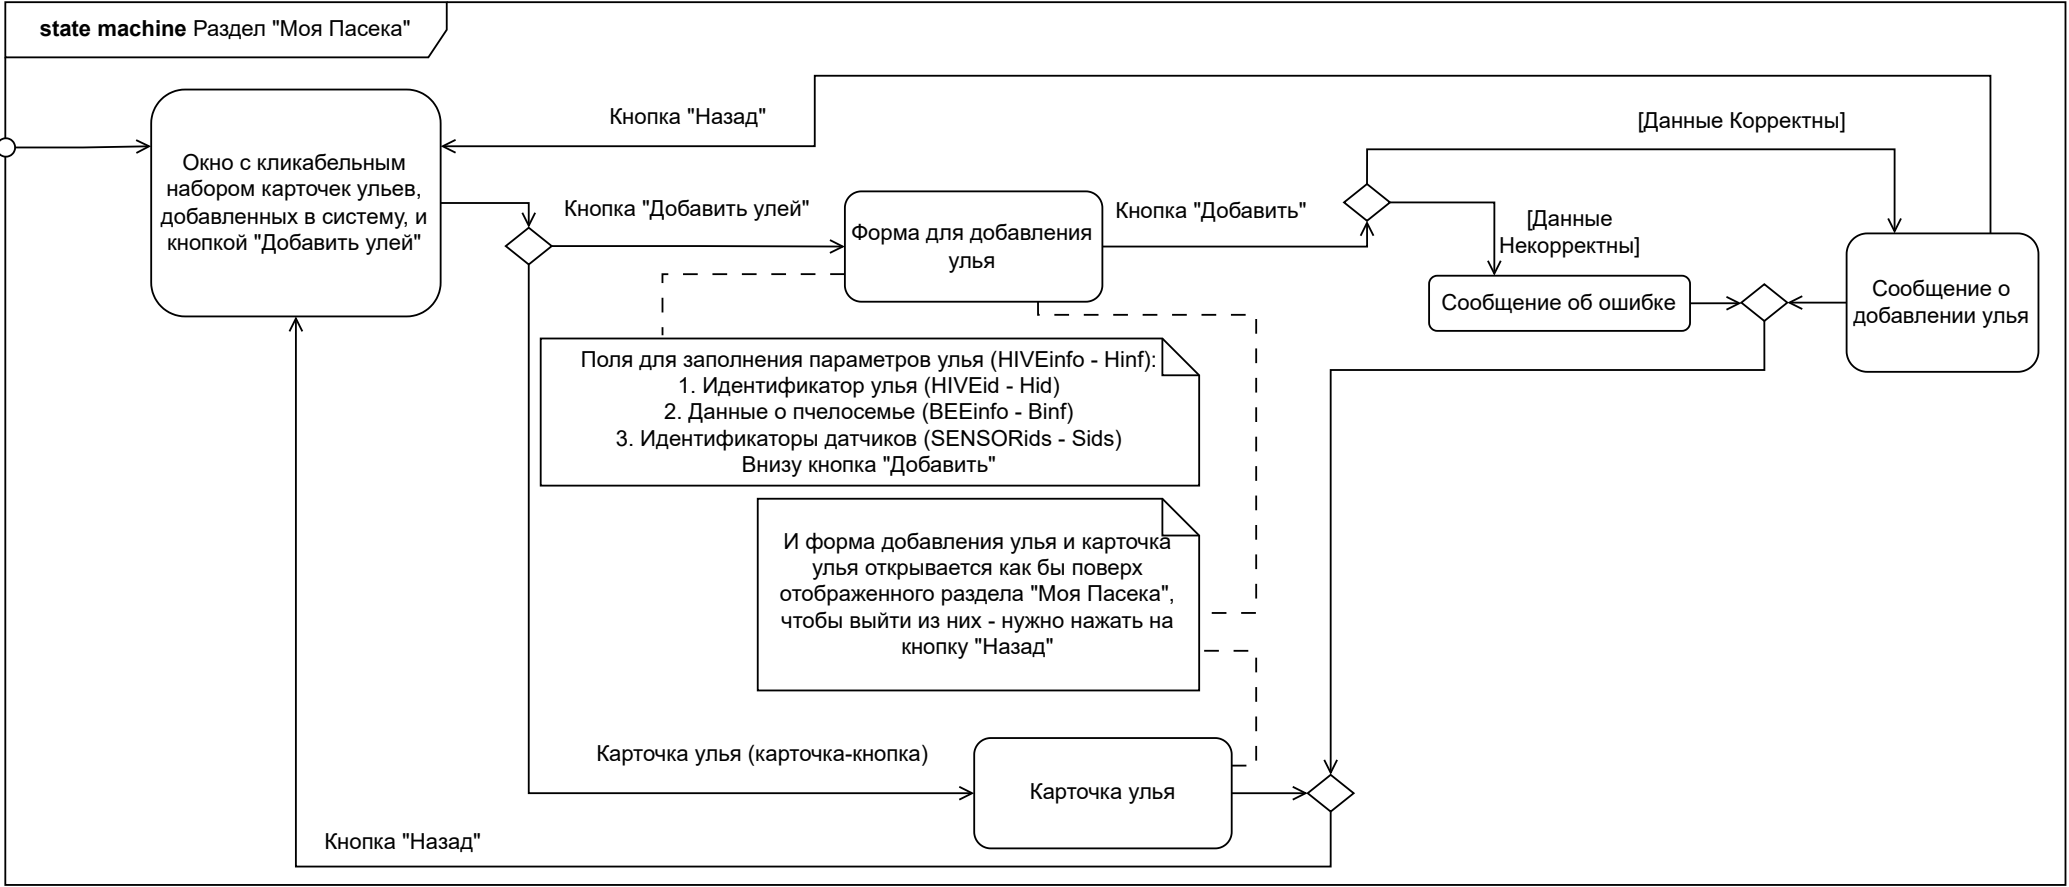 state machine Раздел "Моя Пасека"
Кнопка "Назад"
[Данные Корректны]
Окно с кликабельным
набором карточек ульев,
добавленных в систему, и
кнопкой "Добавить улей"
Кнопка "Добавить улей"
Форма для добавления
улья
Кнопка "Добавить"
[Данные
Некорректны]
Сообщение об ошибке
Сообщение о
добавлении улья
Поля для заполнения параметров улья (HIVEinfo - Hinf):
1. Идентификатор улья (HIVEid - Hid)
2. Данные о пчелосемье (BEEinfo - Binf)
3. Идентификаторы датчиков (SENSORids - Sids)
Внизу кнопка "Добавить"
И форма добавления улья и карточка
улья открывается как бы поверх
отображенного раздела "Моя Пасека",
чтобы выйти из них - нужно нажать на
кнопку "Назад"
Карточка улья (карточка-кнопка)
Карточка улья
Кнопка "Назад"